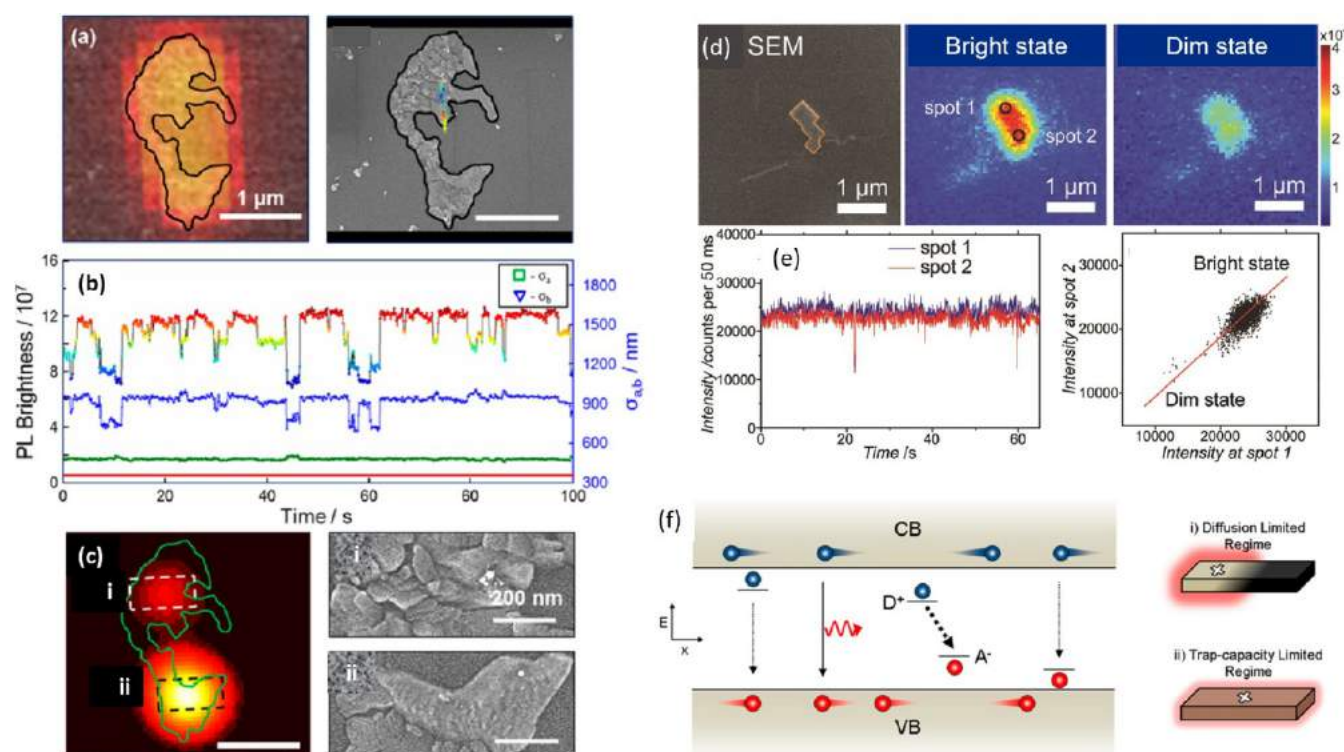 (a)
1 μm
(b)
PL Brightness / 10⁷
16
12
8
4
0
- σₐ
- σ_b
1800
1500
1200
900
600
300
σₐ,b / nm
0
20
40
60
80
100
Time / s
(c)
i
ii
i
200 nm
ii
(d)
SEM
Bright state
Dim state
spot 1
spot 2
1 μm
1 μm
1 μm
4
3
2
1
(e)
Intensity /counts per 50 ms
40000
30000
20000
10000
0
spot 1
spot 2
0
20
40
60
Time /s
Intensity at spot 2
30000
20000
10000
Bright state
Dim state
10000
20000
30000
Intensity at spot 1
(f)
CB
D⁺
A⁻
E
x
VB
i) Diffusion Limited
Regime
ii) Trap-capacity Limited
Regime